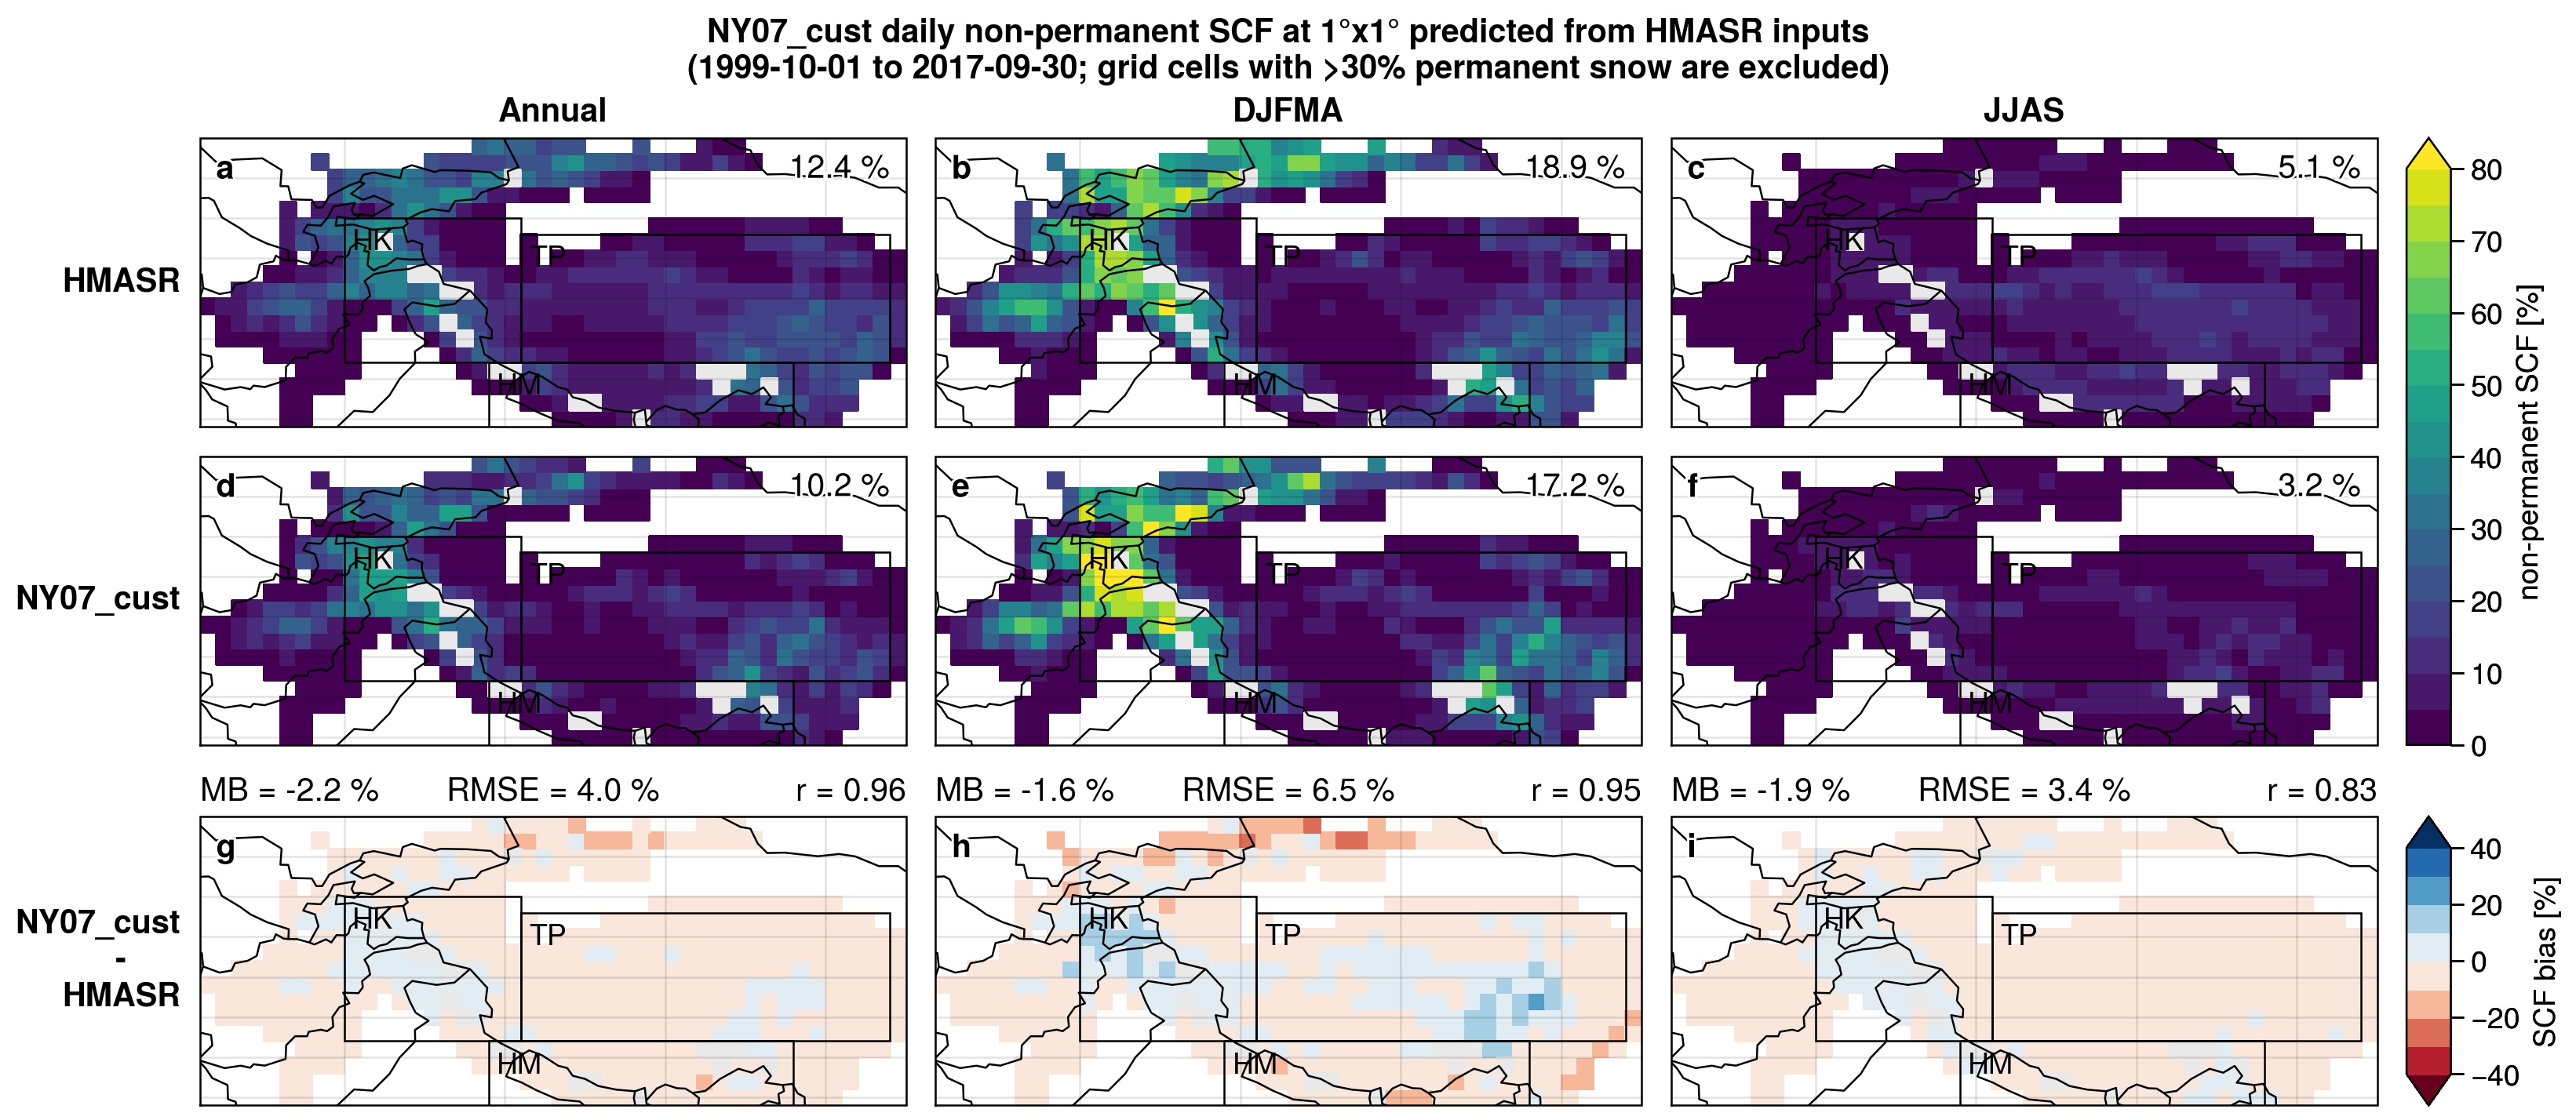 NY07_cust daily non-permanent SCF at 1°x1° predicted from HMASR inputs
(1999-10-01 to 2017-09-30; grid cells with >30% permanent snow are excluded)
Annual
DJFMA
JJAS
HMASR
a
12.4 %
HK
TP
HM
b
18.9 %
HK
TP
HM
c
5.1 %
HK
TP
HM
NY07_cust
d
10.2 %
HK
TP
HM
e
17.2 %
HK
TP
HM
f
3.2 %
HK
TP
HM
80
70
60
50
40
30
20
10
0
non-permanent SCF [%]
MB = -2.2 % RMSE = 4.0 % r = 0.96
MB = -1.6 % RMSE = 6.5 % r = 0.95
MB = -1.9 % RMSE = 3.4 % r = 0.83
NY07_cust
-
HMASR
g
HK
TP
HM
h
HK
TP
HM
i
HK
TP
HM
40
20
0
−20
−40
SCF bias [%]